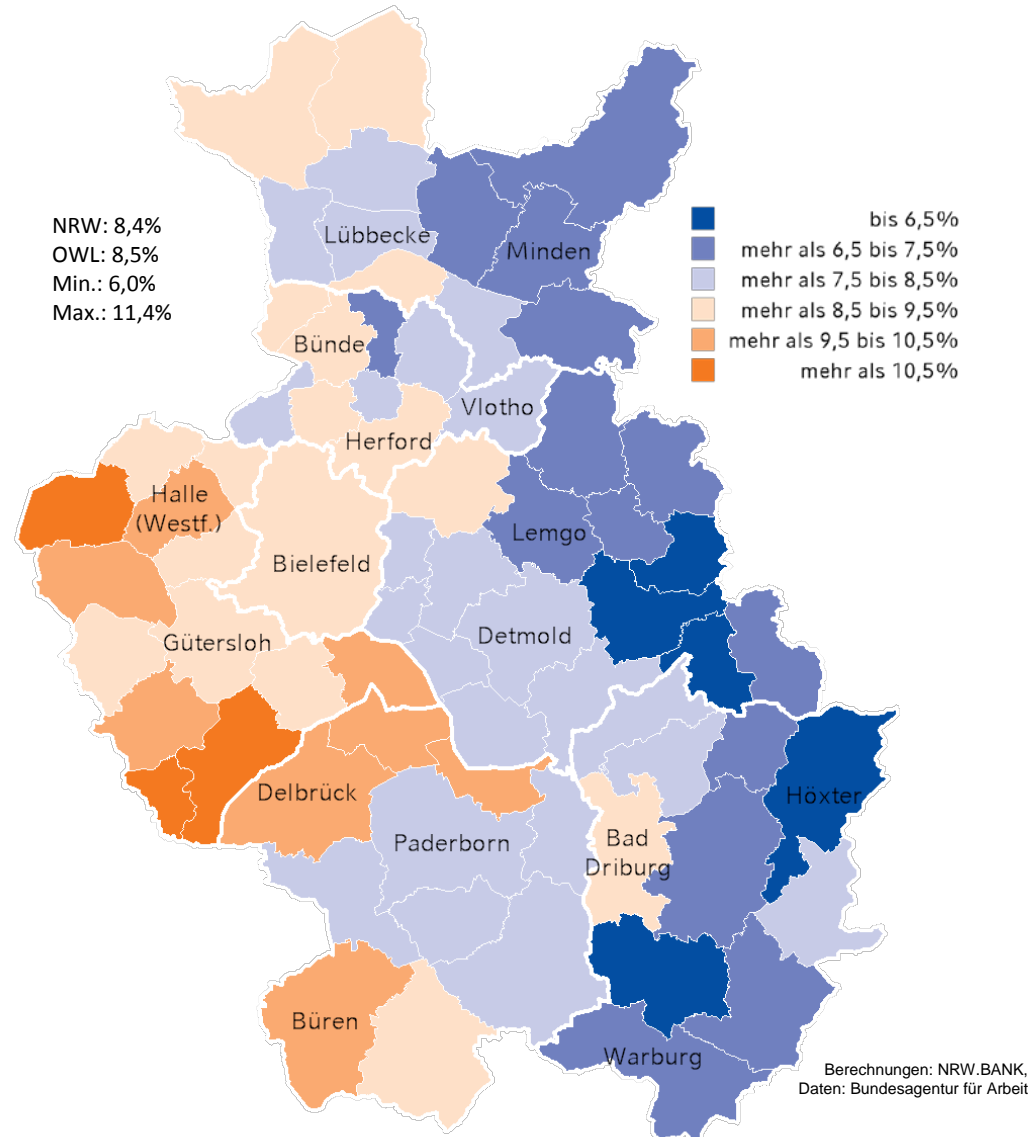 NRW: 8,4%
OWL: 8,5%
Min.: 6,0%
Max.: 11,4%
bis 6,5%
mehr als 6,5 bis 7,5%
mehr als 7,5 bis 8,5%
mehr als 8,5 bis 9,5%
mehr als 9,5 bis 10,5%
mehr als 10,5%
Lübbecke
Minden
Bünde
Vlotho
Herford
Halle
(Westf.)
Lemgo
Bielefeld
Gütersloh
Detmold
Delbrück
Höxter
Paderborn
Bad
Driburg
Büren
Warburg
Berechnungen: NRW.BANK,
Daten: Bundesagentur für Arbeit